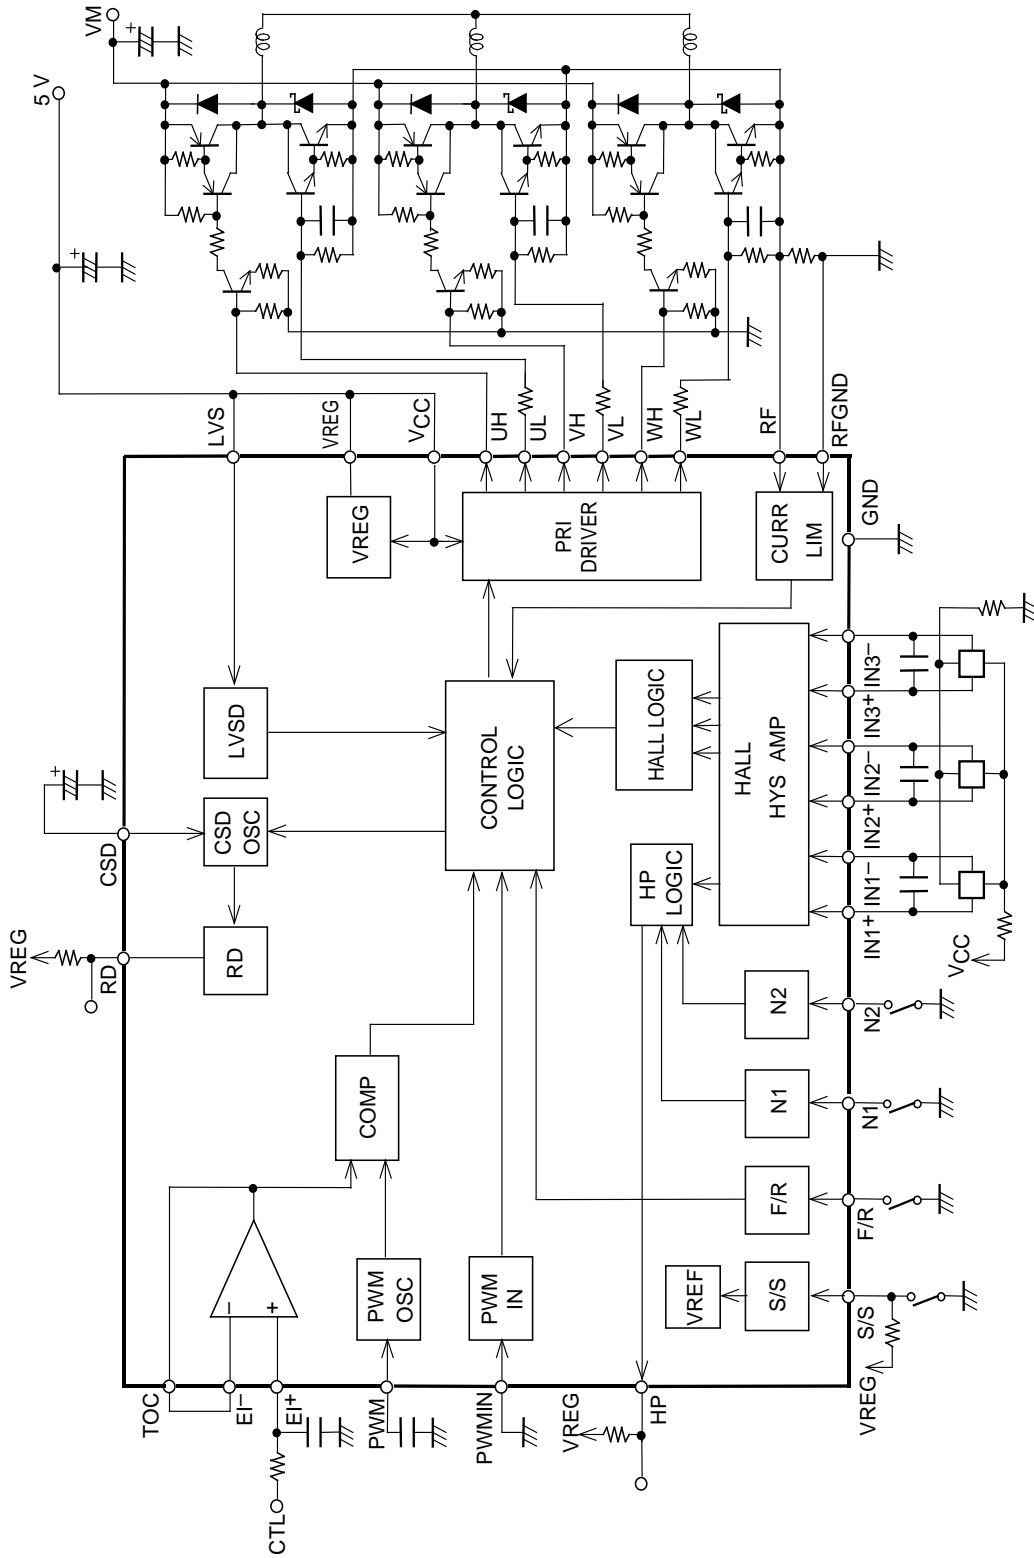 VM
+
5 V
+
LVS
VREG
VCC
UH
UL
VH
VL
WH
WL
RF
RFGND
VREG
PRI
DRIVER
CURR
LIM
GND
LVSD
CONTROL
LOGIC
HALL LOGIC
HALL
HYS AMP
IN3−
IN3+
IN2−
IN2+
IN1−
IN1+
VCC
+
CSD
CSD
OSC
HP
LOGIC
VREG
RD
RD
N2
N2
COMP
N1
N1
F/R
F/R
−
+
PWM
OSC
PWM
IN
VREF
S/S
S/S
VREG
TOC
EI−
EI+
PWM
PWMIN
VREG
HP
CTL